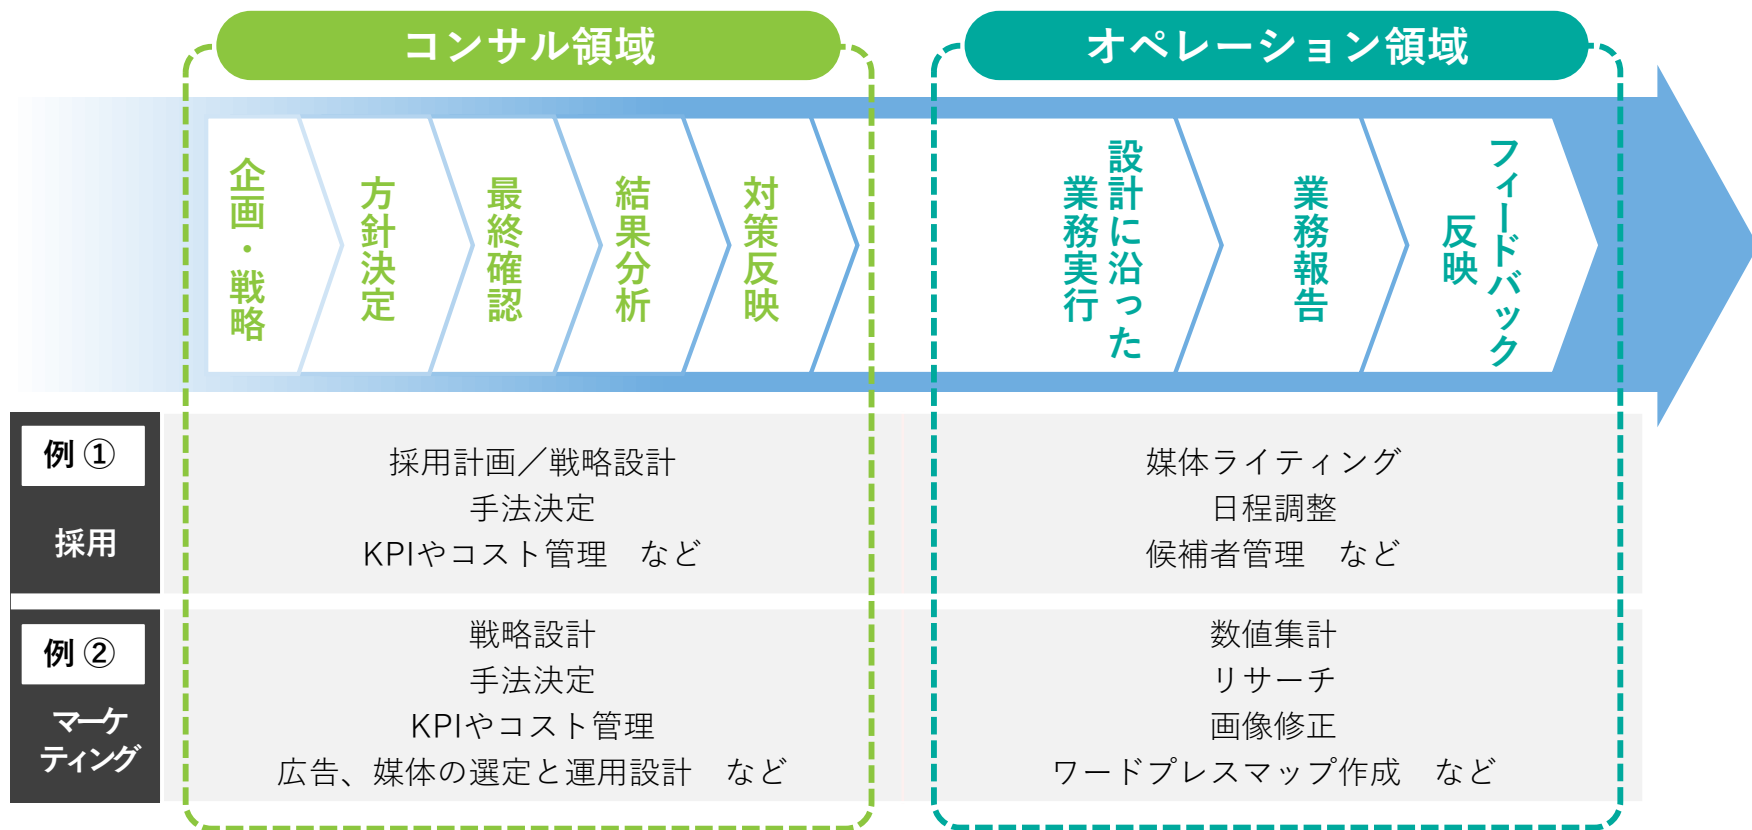 コンサル領域
オペレーション領域
企画・戦略
方針決定
最終確認
結果分析
対策反映
設計に沿った
業務実行
業務報告
フィードバック
反映
例①
採用
採用計画／戦略設計
手法決定
KPIやコスト管理　など
媒体ライティング
日程調整
候補者管理　など
例②
マーケ
ティング
戦略設計
手法決定
KPIやコスト管理
広告、媒体の選定と運用設計　など
数値集計
リサーチ
画像修正
ワードプレスマップ作成　など